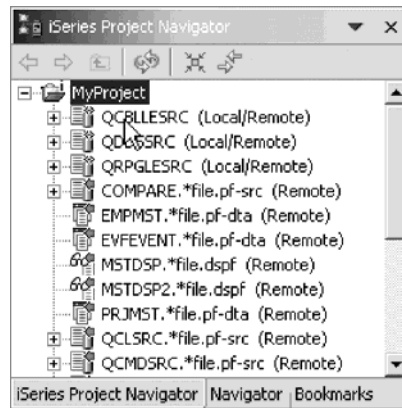 iSeries Project Navigator
MyProject
QCBLLESRC (Local/Remote)
QDDSSRC (Local/Remote)
QRPGLESRC (Local/Remote)
COMPARE.*file.pf-src (Remote)
EMPMST.*file.pf-dta (Remote)
EVFEVENT.*file.pf-dta (Remote)
MSTDSP.*file.dspf (Remote)
MSTDSP2.*file.dspf (Remote)
PRJMST.*file.pf-dta (Remote)
QCLSRC.*file.pf-src (Remote)
QCMDSRC.*file.pf-src (Remote)
iSeries Project Navigator Navigator Bookmarks